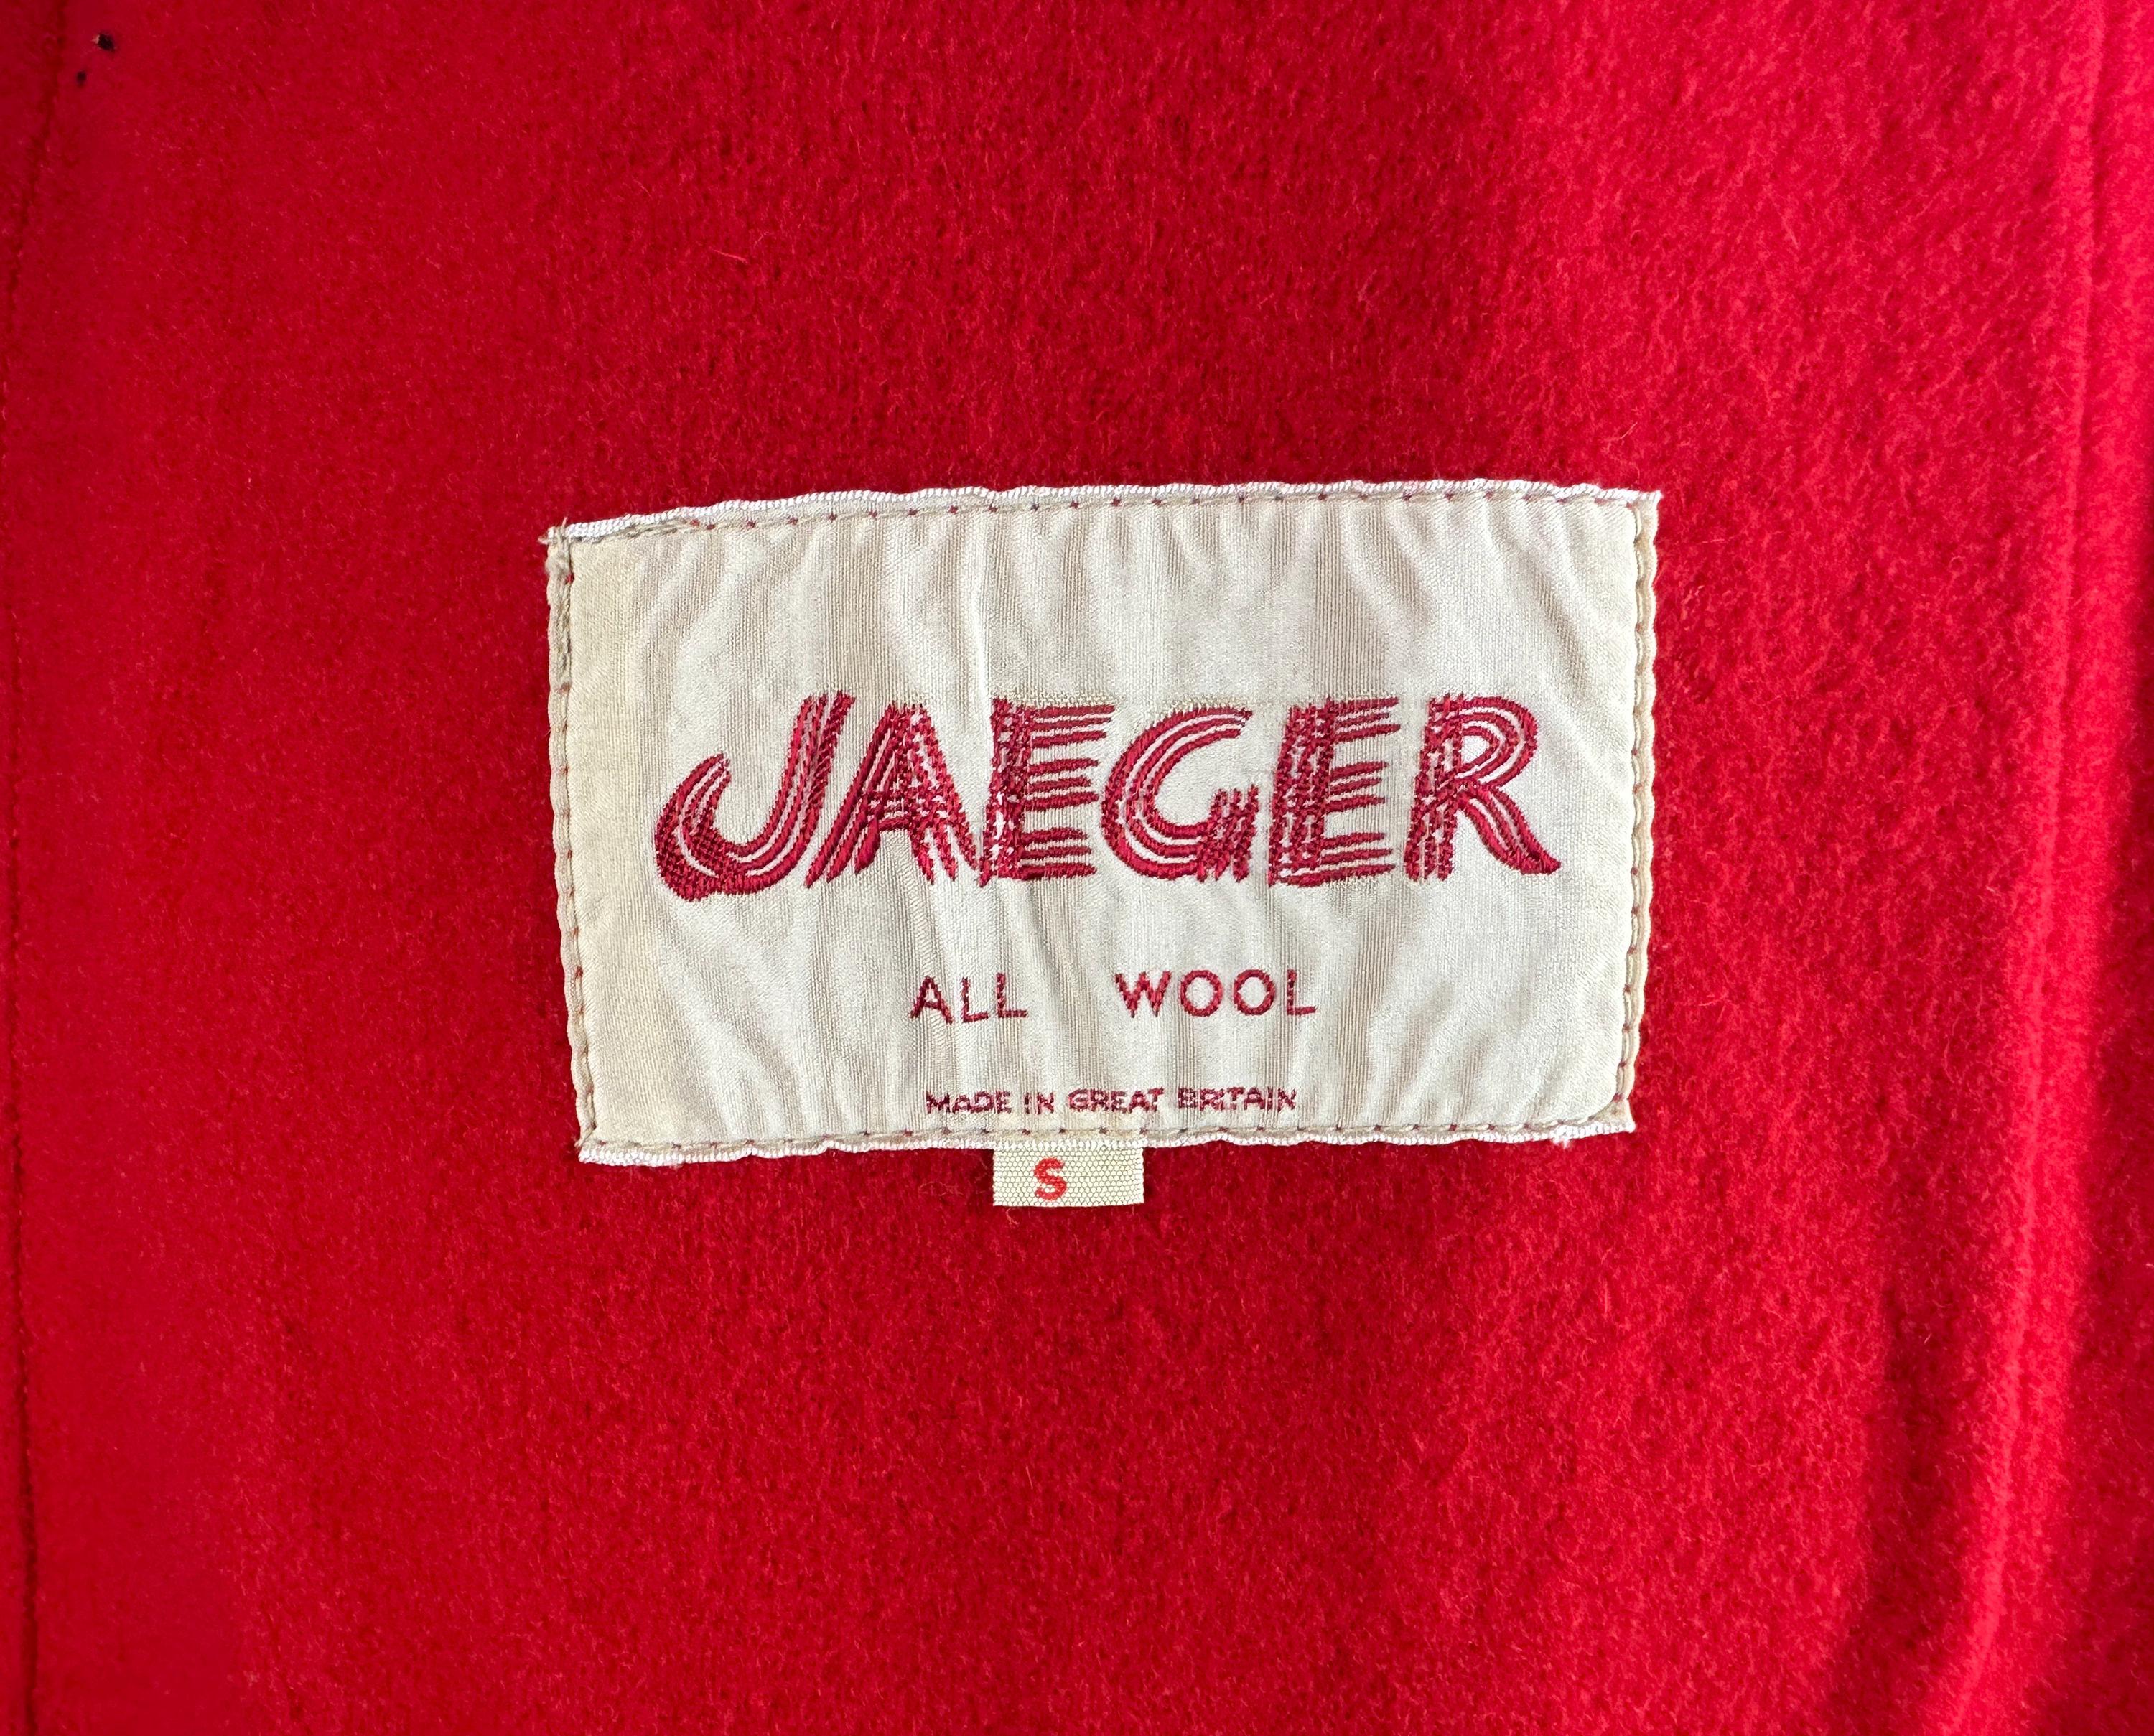 JAEGER
ALL WOOL
MADE IN GREAT BRITAIN
S